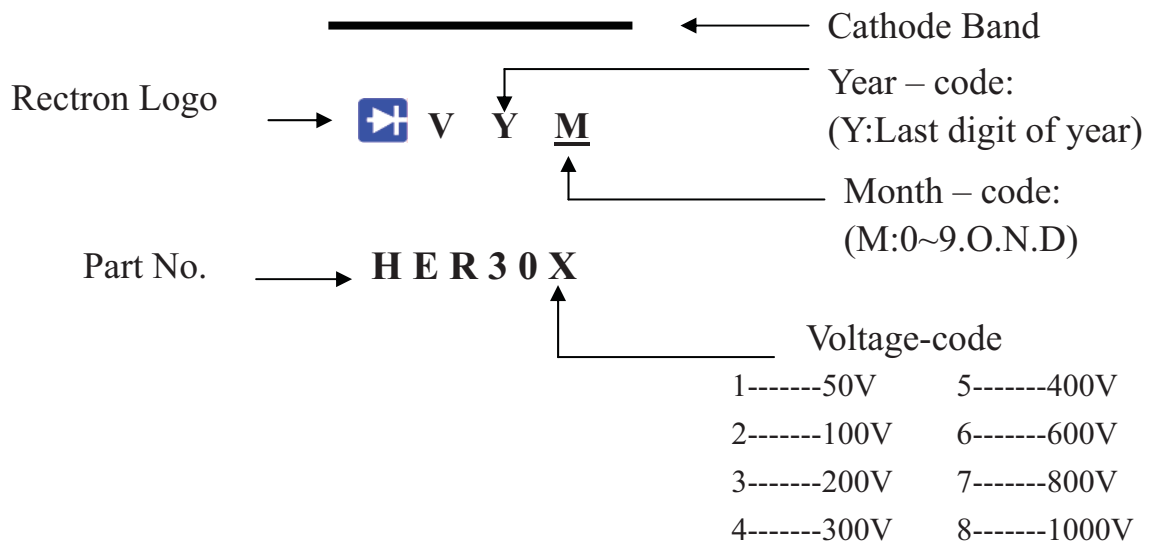 Cathode Band
Year – code:
(Y:Last digit of year)
Rectron Logo
V Y M
Month – code:
(M:0~9.O.N.D)
Part No.
H E R 3 0 X
Voltage-code
1-------50V 5-------400V
2-------100V 6-------600V
3-------200V 7-------800V
4-------300V 8-------1000V